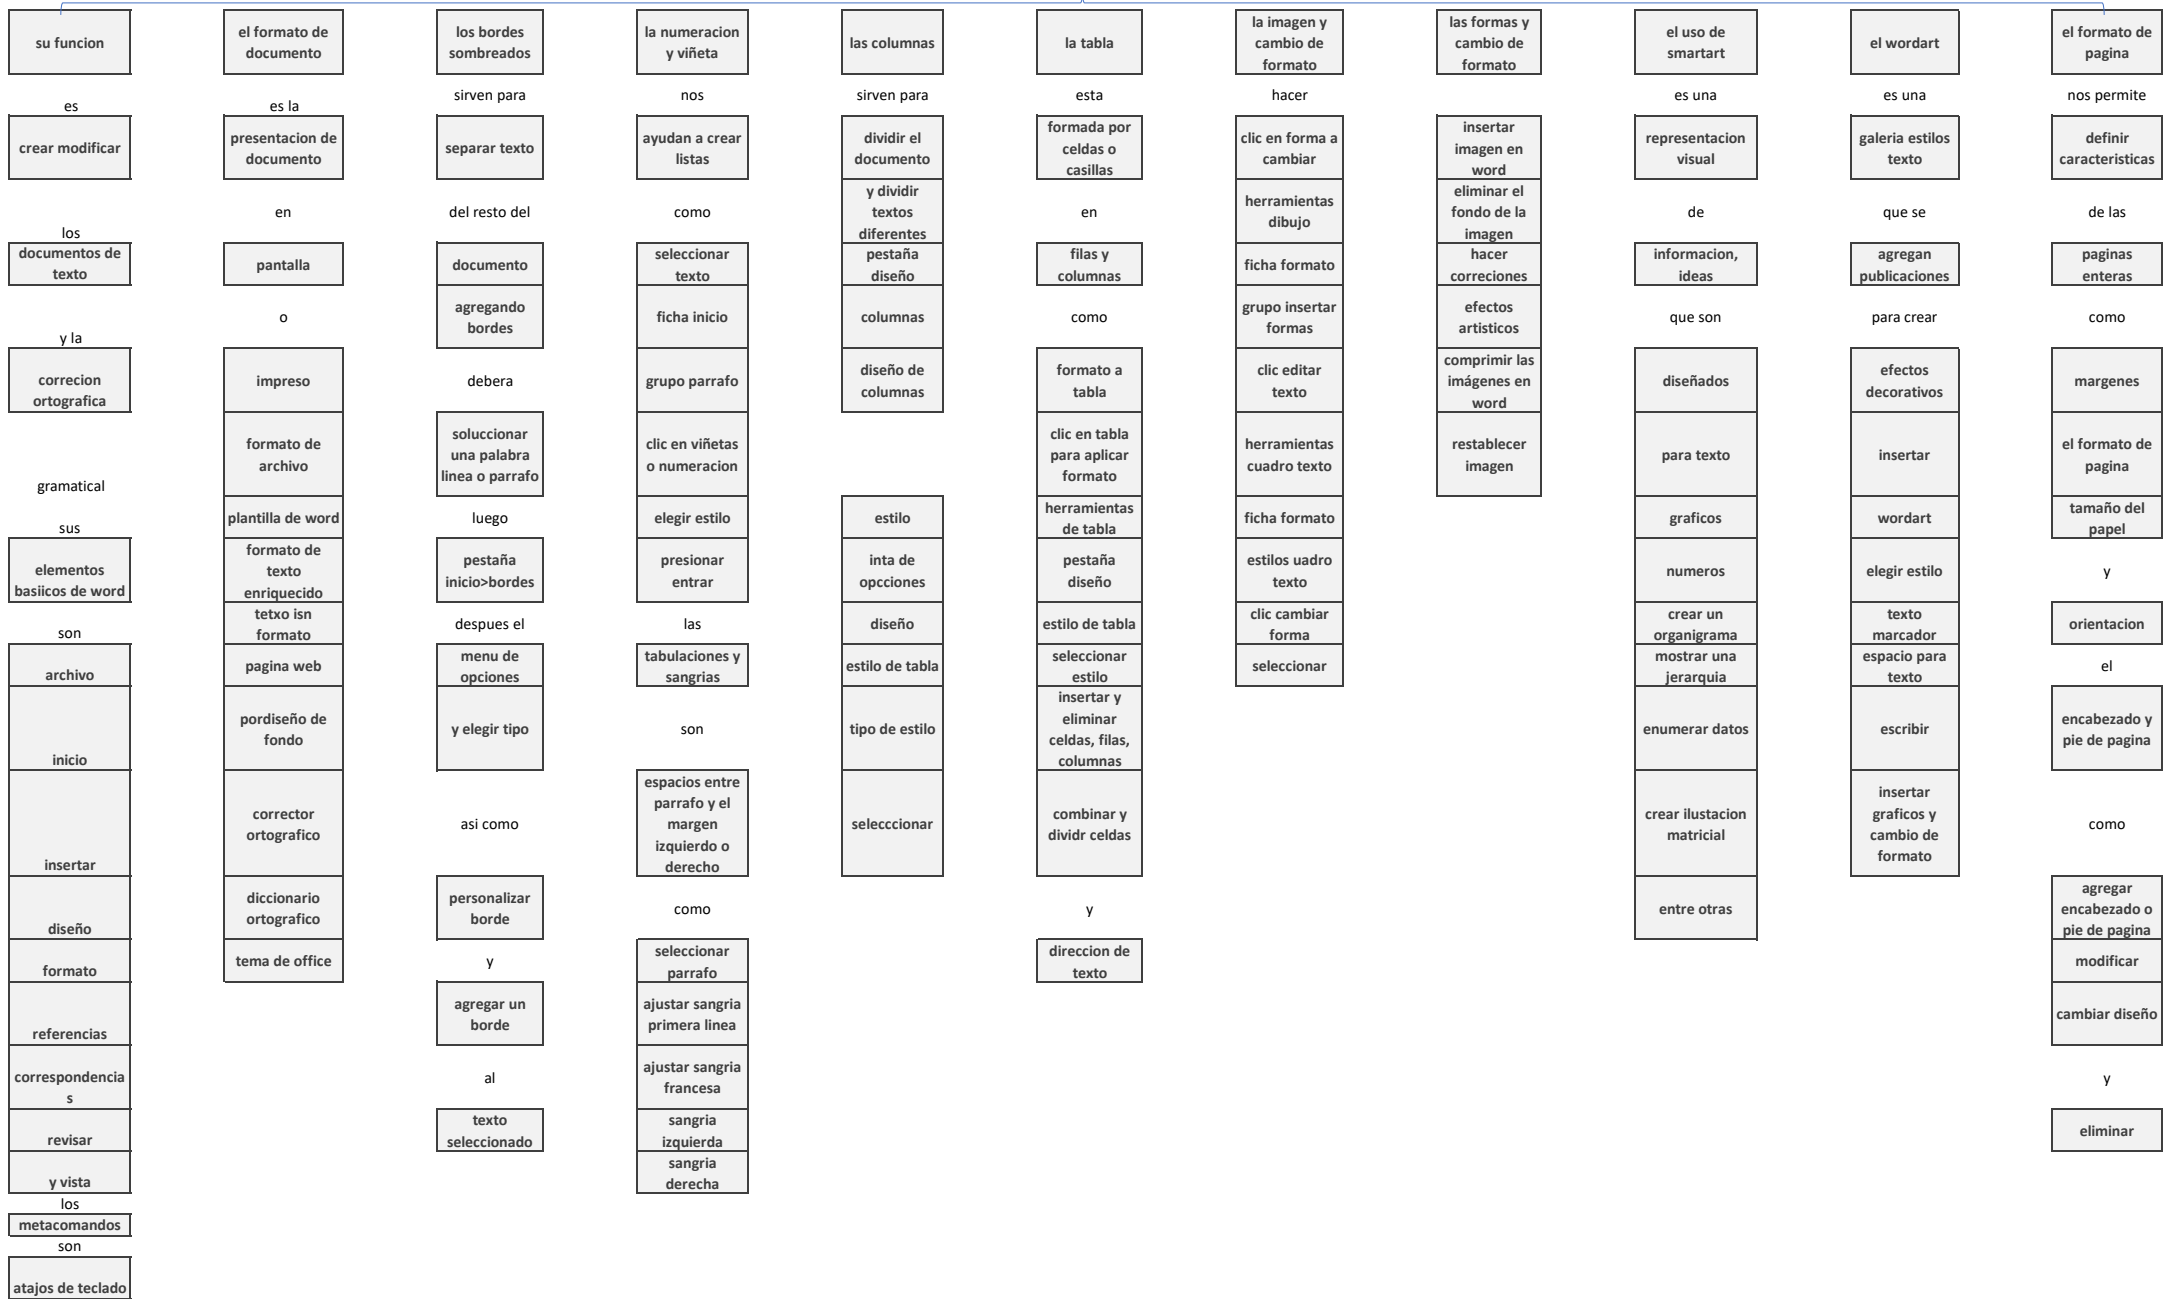 su funcion
es
crear modificar
los
documentos de
texto
y la
correcion
ortografica
gramatical
sus
elementos
basiicos de word
son
archivo
inicio
insertar
diseño
formato
referencias
correspondencia
s
revisar
y vista
los
metacomandos
son
atajos de teclado
el formato de
documento
es la
presentacion de
documento
en
pantalla
o
impreso
formato de
archivo
plantilla de word
formato de
texto
enriquecido
tetxo isn
formato
pagina web
pordiseño de
fondo
corrector
ortografico
diccionario
ortografico
tema de office
los bordes
sombreados
sirven para
separar texto
del resto del
documento
agregando
bordes
debera
soluccionar
una palabra
linea o parrafo
luego
pestaña
inicio>bordes
despues el
menu de
opciones
y elegir tipo
asi como
personalizar
borde
y
agregar un
borde
al
texto
seleccionado
la numeracion
y viñeta
nos
ayudan a crear
listas
como
seleccionar
texto
ficha inicio
grupo parrafo
clic en viñetas
o numeracion
elegir estilo
presionar
entrar
las
tabulaciones y
sangrias
son
espacios entre
parrafo y el
margen
izquierdo o
derecho
como
seleccionar
parrafo
ajustar sangria
primera linea
ajustar sangria
francesa
sangria
izquierda
sangria
derecha
las columnas
sirven para
dividir el
documento
y dividir
textos
diferentes
pestaña
diseño
columnas
diseño de
columnas
estilo
inta de
opcciones
diseño
estilo de tabla
tipo de estilo
selecccionar
la tabla
esta
formada por
celdas o
casillas
en
filas y
columnas
como
formato a
tabla
clic en tabla
para aplicar
formato
herramientas
de tabla
pestaña
diseño
estilo de tabla
seleccionar
estilo
insertar y
eliminar
celdas, filas,
columnas
combinar y
dividr celdas
y
direccion de
texto
la imagen y
cambio de
formato
hacer
clic en forma a
cambiar
herramientas
dibujo
ficha formato
grupo insertar
formas
clic editar
texto
herramientas
cuadro texto
ficha formato
estilos uadro
texto
clic cambiar
forma
seleccionar
las formas y
cambio de
formato
insertar
imagen en
word
eliminar el
fondo de la
imagen
hacer
correciones
efectos
artisticos
comprimir las
imágenes en
word
restablecer
imagen
el uso de
smartart
es una
representacion
visual
de
informacion,
ideas
que son
diseñados
para texto
graficos
numeros
crear un
organigrama
mostrar una
jerarquia
enumerar datos
crear ilustacion
matricial
entre otras
el wordart
es una
galeria estilos
texto
que se
agregan
publicaciones
para crear
efectos
decorativos
insertar
wordart
elegir estilo
texto
marcador
espacio para
texto
escribir
insertar
graficos y
cambio de
formato
el formato de
pagina
nos permite
definir
caracteristicas
de las
paginas
enteras
como
margenes
el formato de
pagina
tamaño del
papel
y
orientacion
el
encabezado y
pie de pagina
como
agregar
encabezado o
pie de pagina
modificar
cambiar diseño
y
eliminar